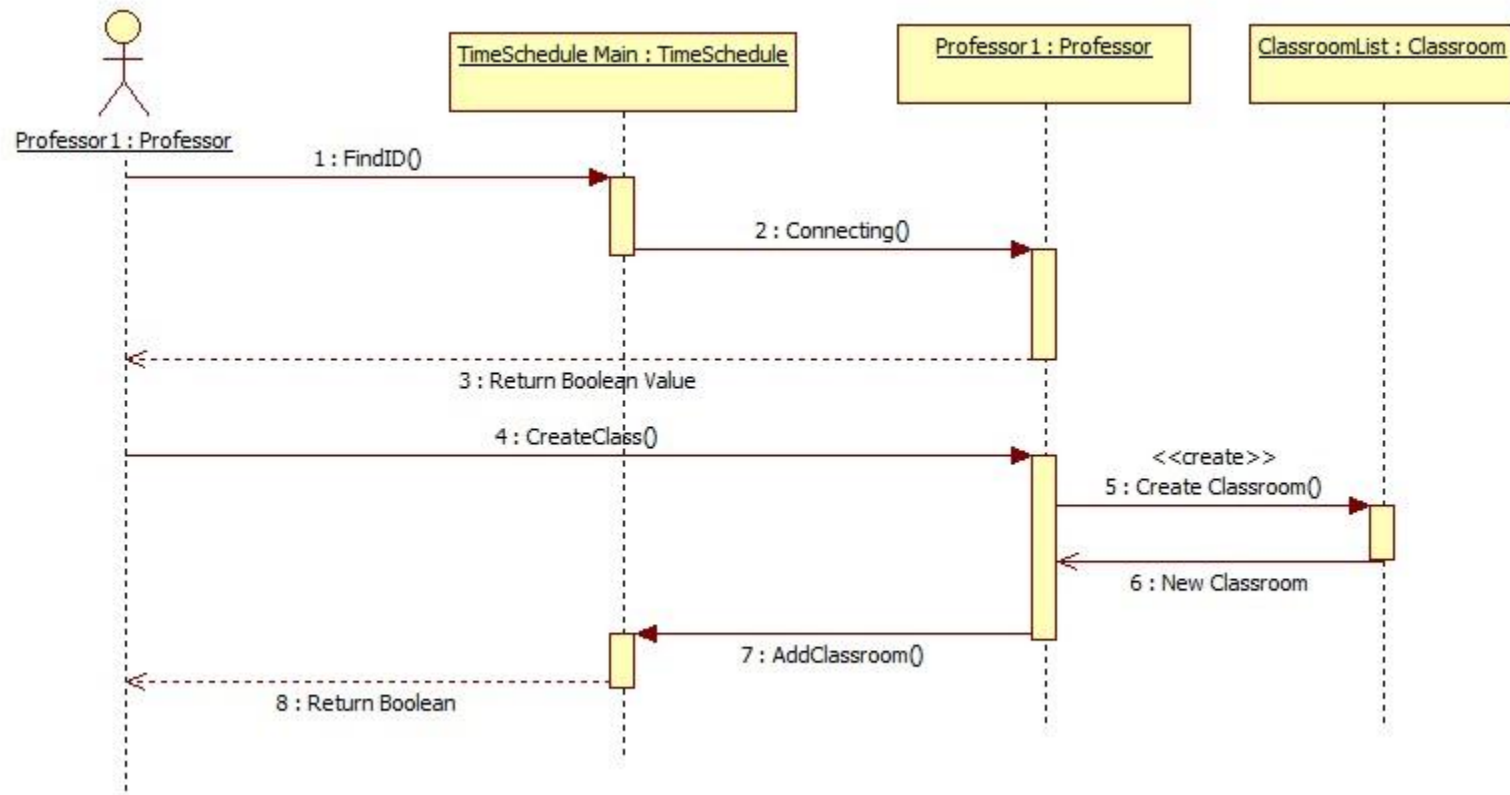 TimeSchedule Main : TimeSchedule
Professor1 : Professor
ClassroomList : Classroom
Professor1 : Professor
1 : FindID()
2 : Connecting()
3 : Return Boolean Value
4 : CreateClass()
<<create>>
5 : Create Classroom()
6 : New Classroom
7 : AddClassroom()
8 : Return Boolean